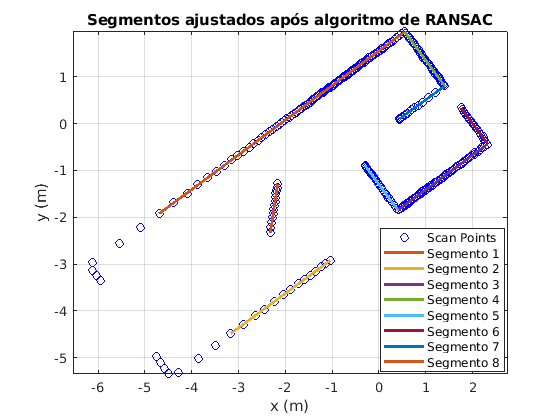 Segmentos ajustados após algoritmo de RANSAC
1
0
-1
-2
-3
-4
-5
y (m)
-6
-5
-4
-3
-2
-1
0
1
2
x (m)
Scan Points
Segmento 1
Segmento 2
Segmento 3
Segmento 4
Segmento 5
Segmento 6
Segmento 7
Segmento 8